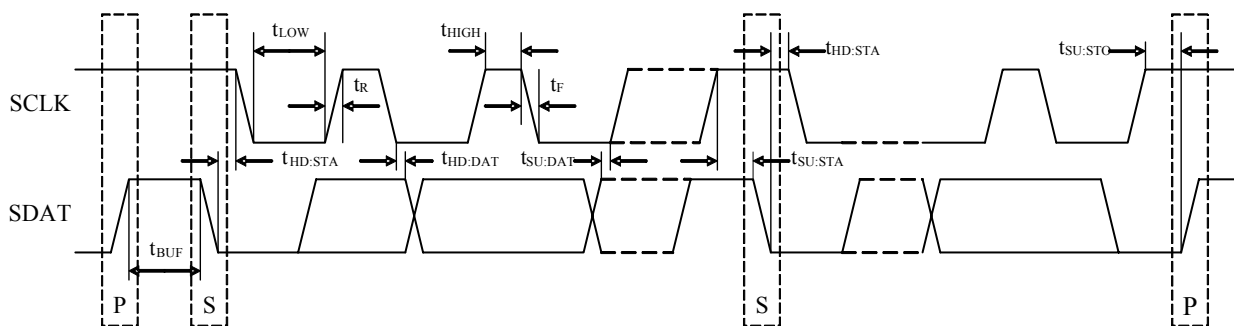 tLOW
tHIGH
tHD:STA
tSU:STO
SCLK
tR
tF
tHD:STA
tHD:DAT
tSU:DAT
tSU:STA
SDAT
tBUF
P
S
S
P